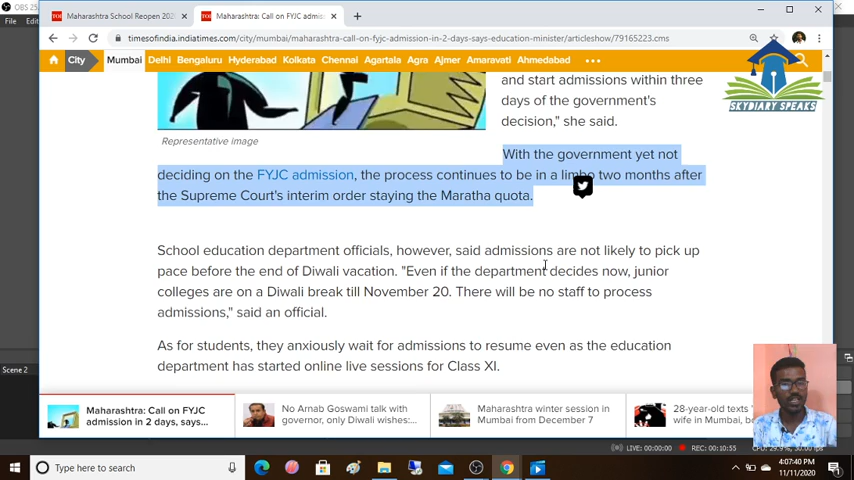 OBS 25
File
Maharashtra School Reopen 2020
Maharashtra: Call on FYJC admis
timesofindia.indiatimes.com/city/mumbai/maharashtra-call-on-fyjc-admission-in-2-days-says-education-minister/articleshow/79165223.cms
City Mumbai Delhi Bengaluru Hyderabad Kolkata Chennai Agartala Agra Ajmer Amaravati Ahmedabad
SKYDIARY SPEAKS
and start admissions within three
days of the government's
decision," she said.
Representative image
With the government yet not
deciding on the FYJC admission, the process continues to be in a limbo two months after
the Supreme Court's interim order staying the Maratha quota.
School education department officials, however, said admissions are not likely to pick up
pace before the end of Diwali vacation. "Even if the department decides now, junior
colleges are on a Diwali break till November 20. There will be no staff to process
admissions," said an official.
As for students, they anxiously wait for admissions to resume even as the education
department has started online live sessions for Class XI.
Scene 2
Maharashtra: Call on FYJC
admission in 2 days, says...
No Arnab Goswami talk with
governor, only Diwali wishes:...
Maharashtra winter session in
Mumbai from December 7
28-year-old texts
wife in Mumbai, be
LIVE: 00:00:00
REC: 00:10:55
Type here to search
4:07:40 PM
11/11/2020